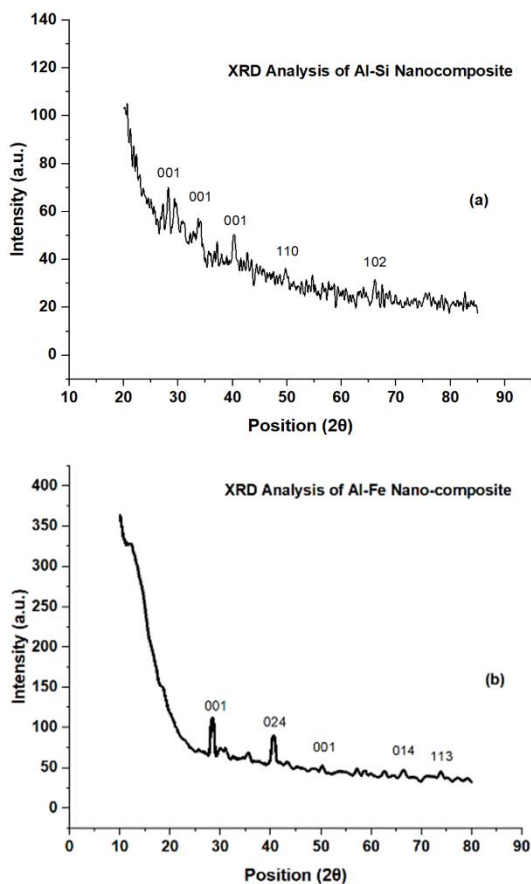 XRD Analysis of Al-Si Nanocomposite
(a)
Intensity (a.u.)
140
120
100
80
60
40
20
0
001
001
001
110
102
10 20 30 40 50 60 70 80 90
Position (2θ)
XRD Analysis of Al-Fe Nano-composite
(b)
Intensity (a.u.)
400
350
300
250
200
150
100
50
0
001
024
001
014
113
0 10 20 30 40 50 60 70 80 90
Position (2θ)